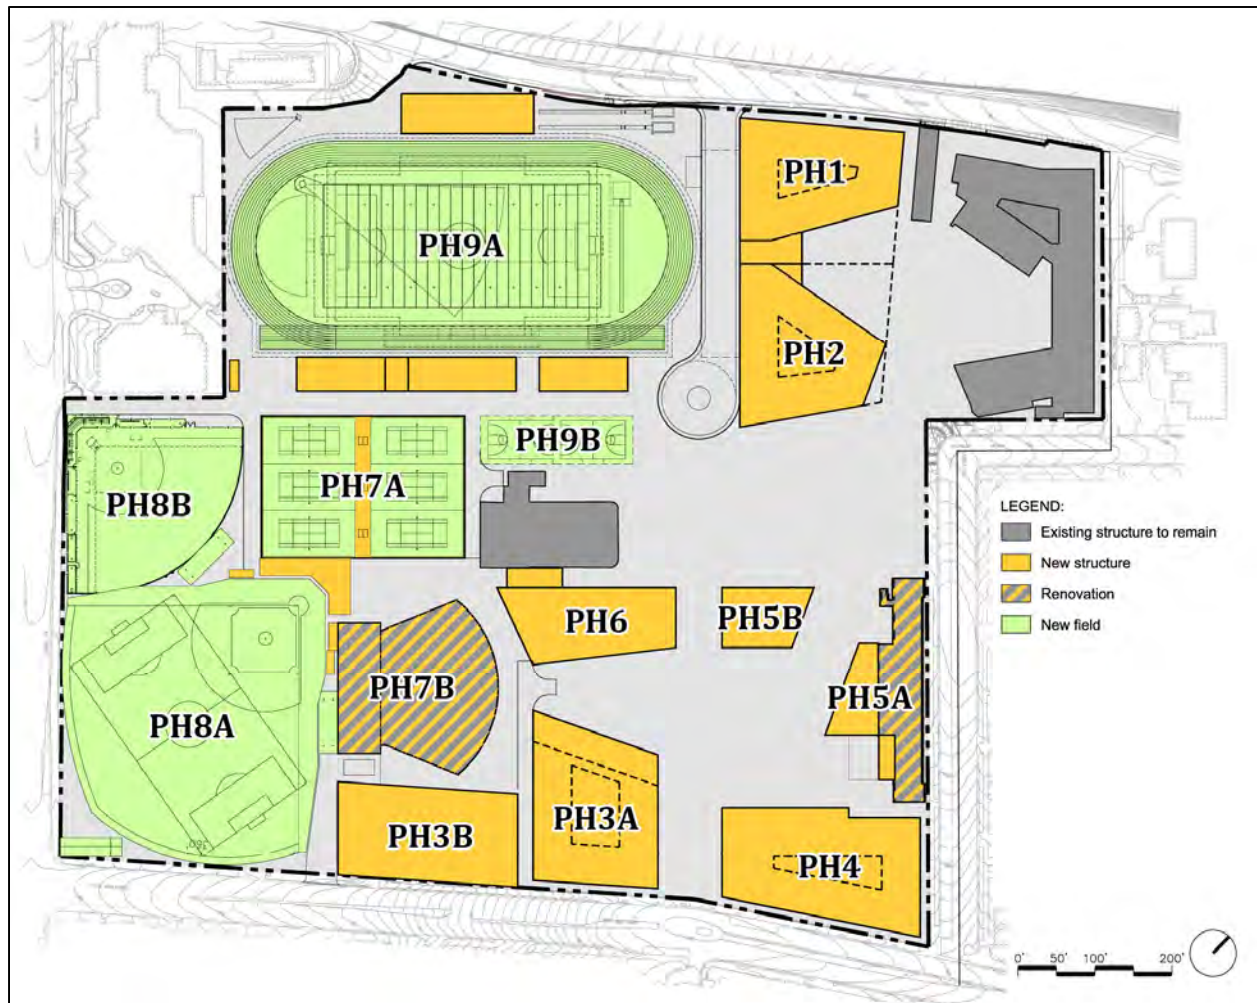 PH1
PH9A
PH2
PH9B
PH7A
PH8B
LEGEND:
Existing structure to remain
New structure
Renovation
New field
PH6
PH5B
PH7B
PH5A
PH8A
PH3A
PH3B
PH4
0' 50' 100' 200'